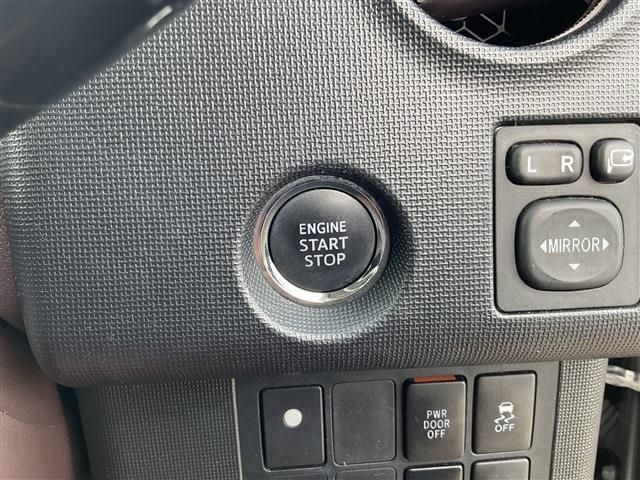 ENGINE
START
STOP
L R
MIRROR
PWR
DOOR
OFF
OFF